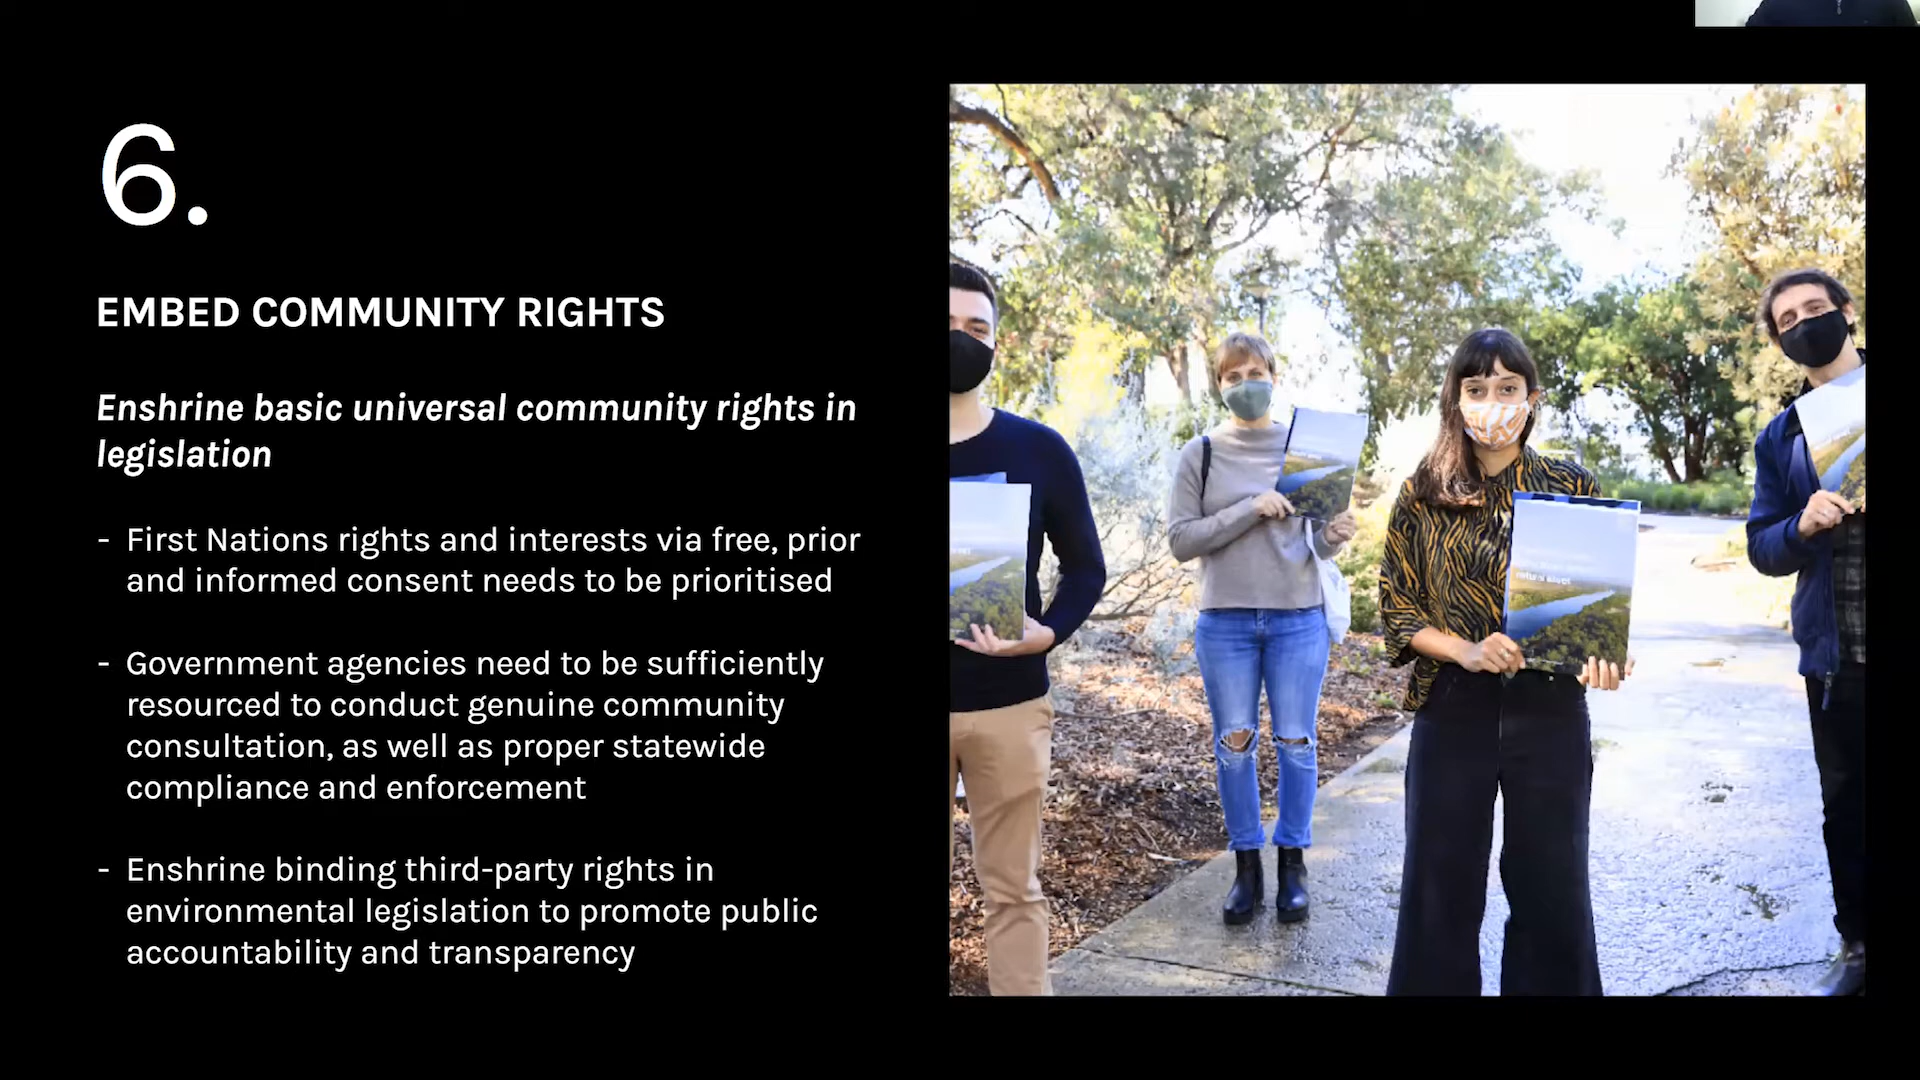 6.
EMBED COMMUNITY RIGHTS
Enshrine basic universal community rights in
legislation
- First Nations rights and interests via free, prior
and informed consent needs to be prioritised
- Government agencies need to be sufficiently
resourced to conduct genuine community
consultation, as well as proper statewide
compliance and enforcement
- Enshrine binding third-party rights in
environmental legislation to promote public
accountability and transparency